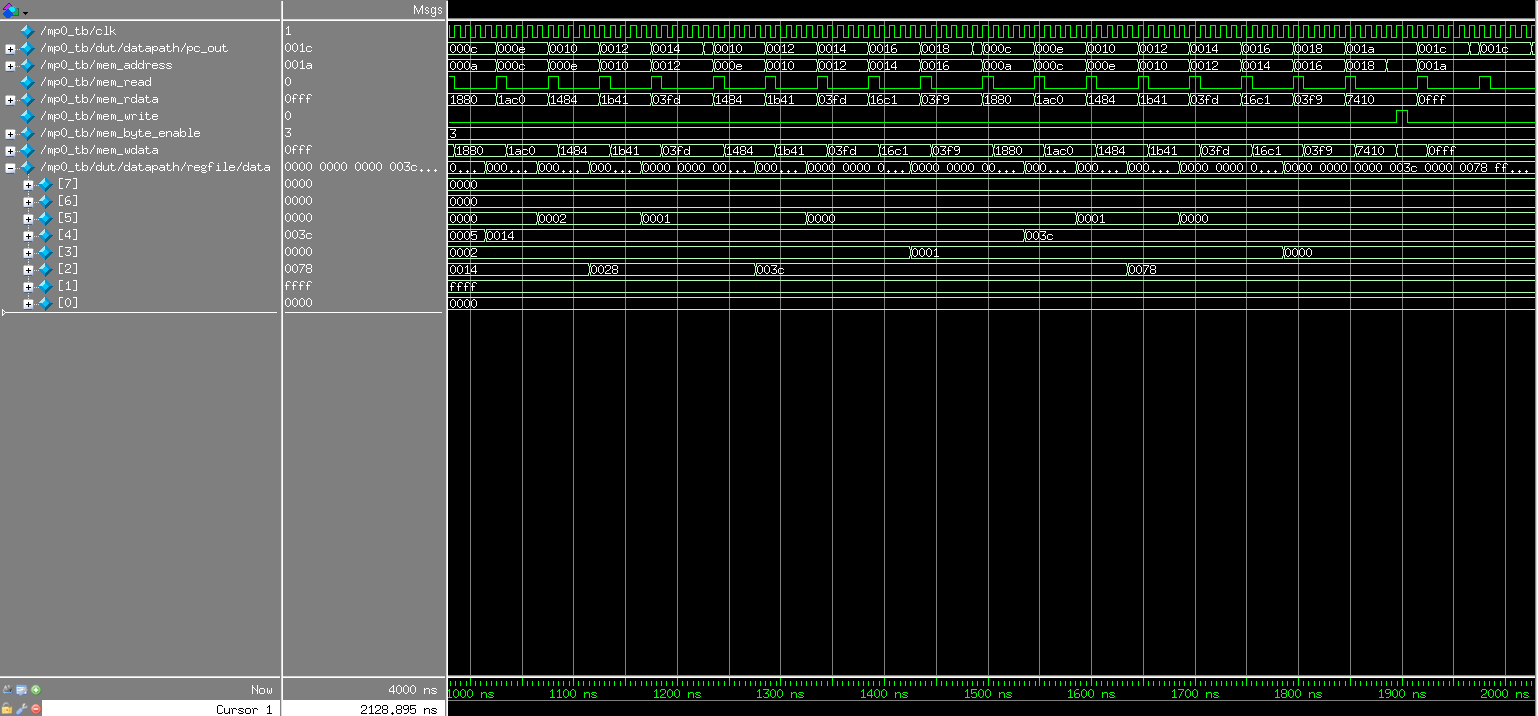 Msgs
/mp0_tb/clk 1
/mp0_tb/dut/datapath/pc_out 001c 000c 000e 0010 0012 0014 0010 0012 0014 0016 0018 000c 000e 0010 0012 0014 0016 0018 001a 001c 001c
/mp0_tb/mem_address 001a 000a 000c 000e 0010 0012 000e 0010 0012 0014 0016 000a 000c 000e 0010 0012 0014 0016 0018 001a
/mp0_tb/mem_read 0
/mp0_tb/mem_rdata 0fff 1880 1ac0 1484 1b41 03fd 1484 1b41 03fd 16c1 03f9 1880 1ac0 1484 1b41 03fd 16c1 03f9 7410 0fff
/mp0_tb/mem_write 0
/mp0_tb/mem_byte_enable 3 3
/mp0_tb/mem_wdata 0fff 1880 1ac0 1484 1b41 03fd 1484 1b41 03fd 16c1 03f9 1880 1ac0 1484 1b41 03fd 16c1 03f9 7410 0fff
/mp0_tb/dut/datapath/regfile/data 0000 0000 0000 003c... 0... 000... 000... 000... 0000 0000 00... 000... 0000 0000 0... 0000 0000 00... 000... 000... 000... 0000 0000 0... 0000 0000 0000 003c 0000 0078 ff...
[7] 0000 0000
[6] 0000 0000
[5] 0000 0000 0002 0001 0000 0001 0000
[4] 003c 0005 0014 003c
[3] 0000 0002 0001 0000
[2] 0078 0014 0028 003c 0078
[1] ffff ffff
[0] 0000 0000
Now 4000 ns 1000 ns 1100 ns 1200 ns 1300 ns 1400 ns 1500 ns 1600 ns 1700 ns 1800 ns 1900 ns 2000 ns
Cursor 1 2128.895 ns